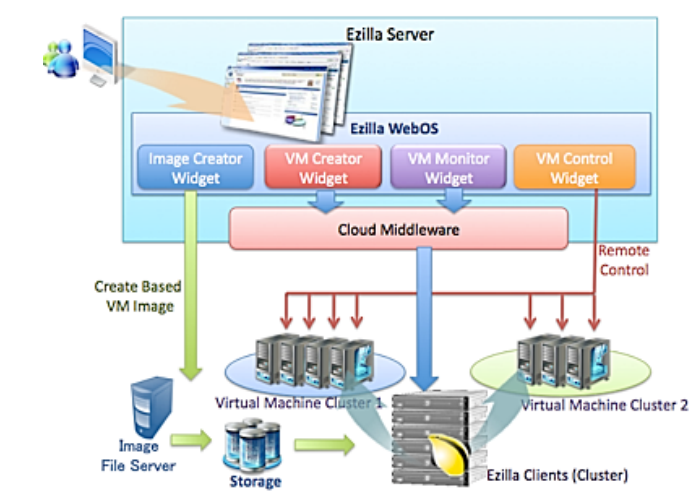 Ezilla Server
Ezilla WebOS
Image Creator
Widget
VM Creator
Widget
VM Monitor
Widget
VM Control
Widget
Cloud Middleware
Remote
Control
Create Based
VM Image
Virtual Machine Cluster 1
Virtual Machine Cluster 2
Image
File Server
Storage
Ezilla Clients (Cluster)